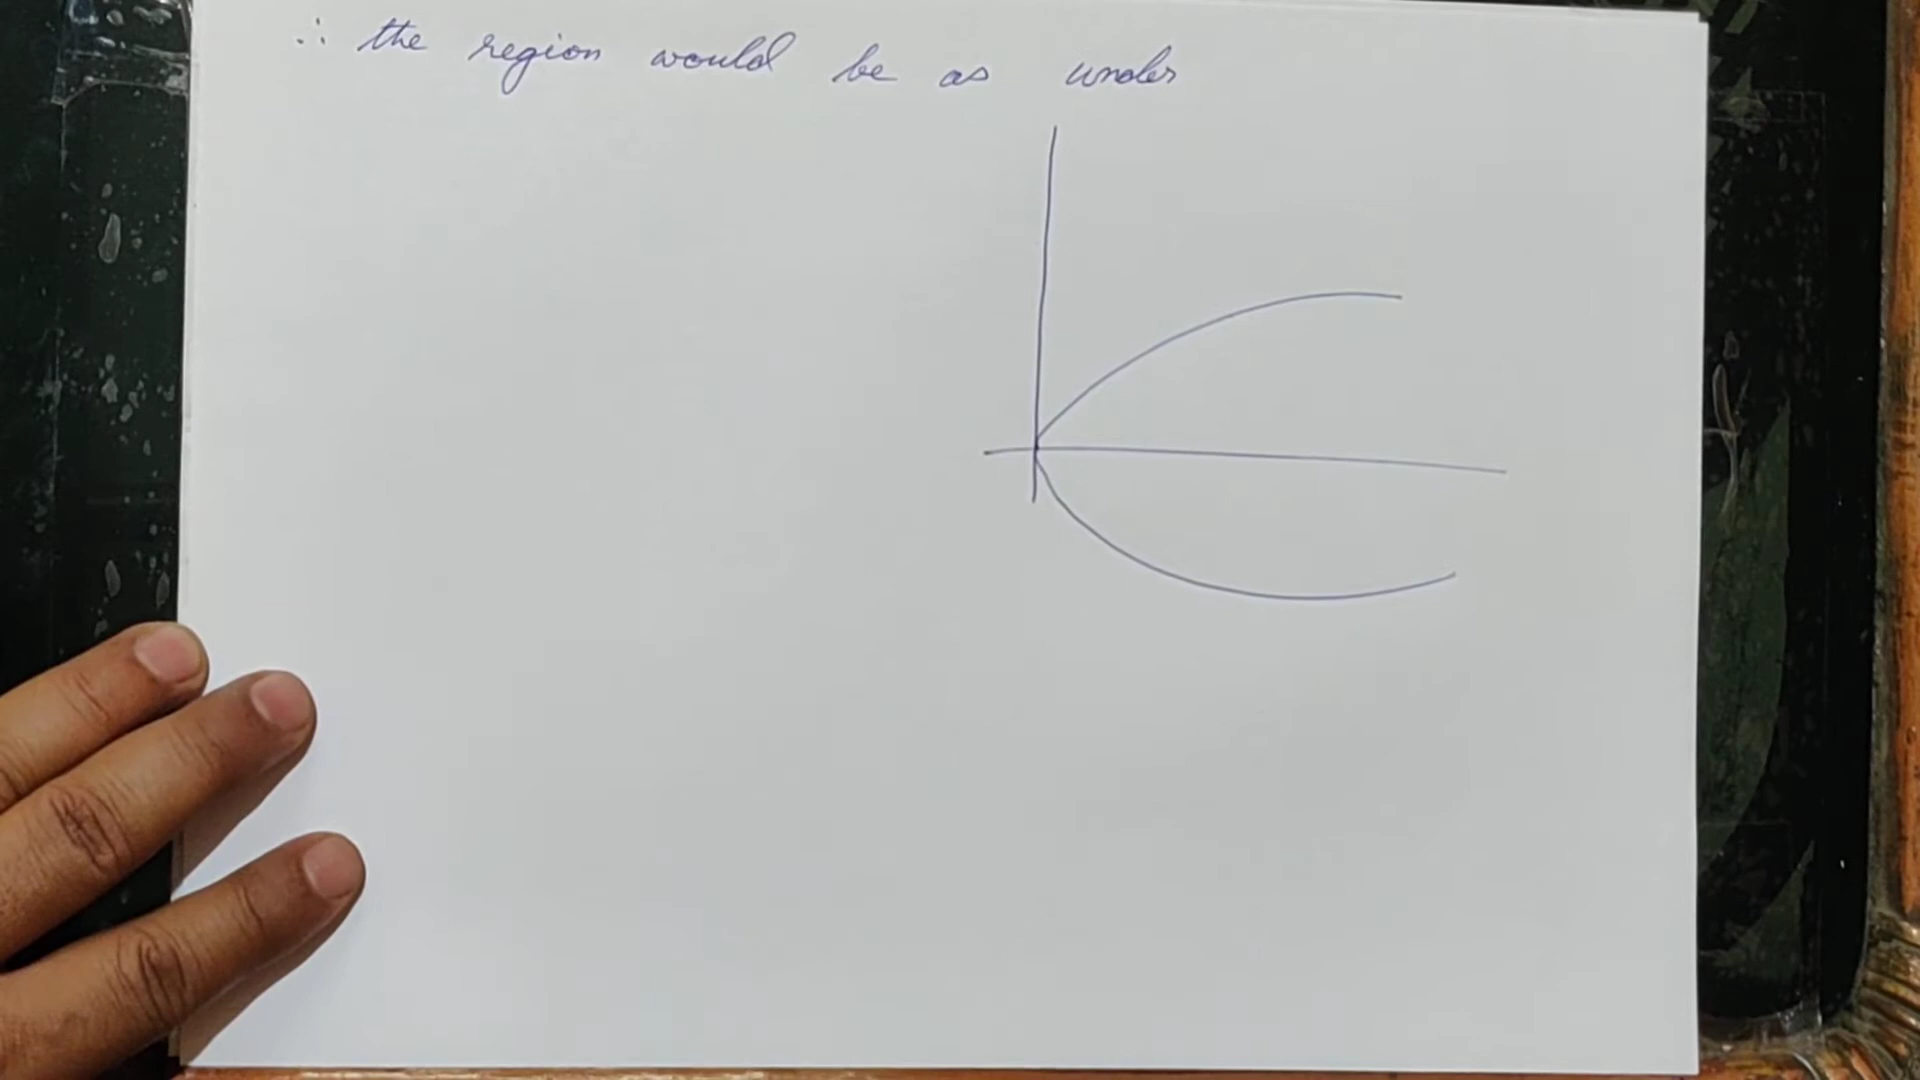 ∴ the region would be as under